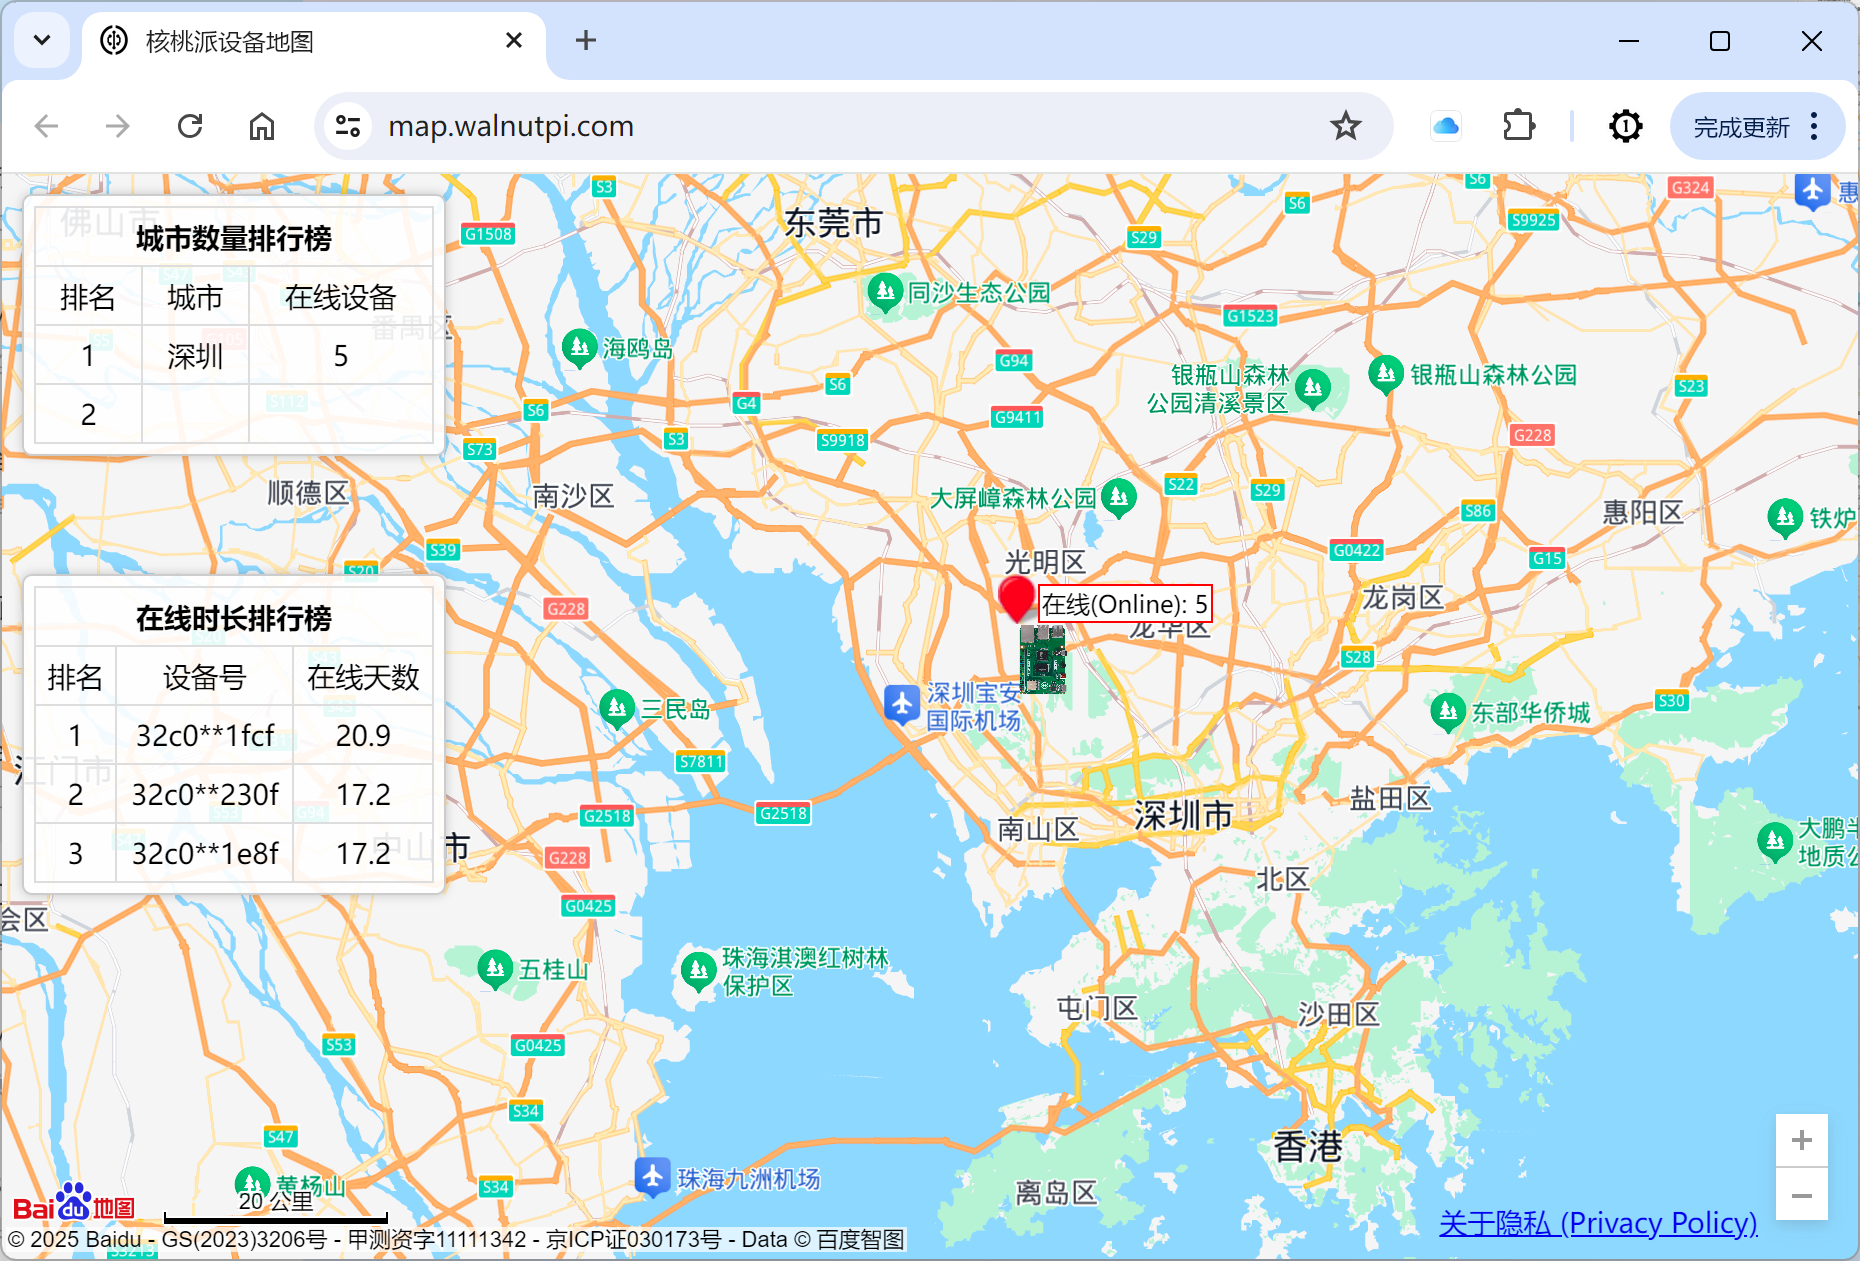 核桃派设备地图
map.walnutpi.com
完成更新
城市数量排行榜
排名 城市 在线设备
1 深圳 5
2
在线时长排行榜
排名 设备号 在线天数
1 32c0**1fcf 20.9
2 32c0**230f 17.2
3 32c0**1e8f 17.2
佛山市
番禺区
东莞市
S3
G1508
S6
S29
S6
S9925
G324
惠
同沙生态公园
G1523
海鸥岛
G94
S6
G4
银瓶山森林
公园清溪景区
银瓶山森林公园
S23
S6
S3
S73
S9918
G9411
G228
顺德区
南沙区
大屏嶂森林公园
S22
S29
S86
惠阳区
铁炉
S39
S20
光明区
G0422
G15
G228
在线(Online): 5
龙华区
龙岗区
S28
深圳宝安
国际机场
三民岛
东部华侨城
S30
S7811
江门市
G2518
G2518
南山区
深圳市
盐田区
中山市
G228
大鹏半
地质公
G0425
北区
会区
五桂山
珠海淇澳红树林
保护区
屯门区
沙田区
S53
G0425
S34
S47
香港
黄杨山
S34
珠海九洲机场
离岛区
Bai du 地图
20 公里
关于隐私 (Privacy Policy)
© 2025 Baidu - GS(2023)3206号 - 甲测资字11111342 - 京ICP证030173号 - Data © 百度智图
S3213